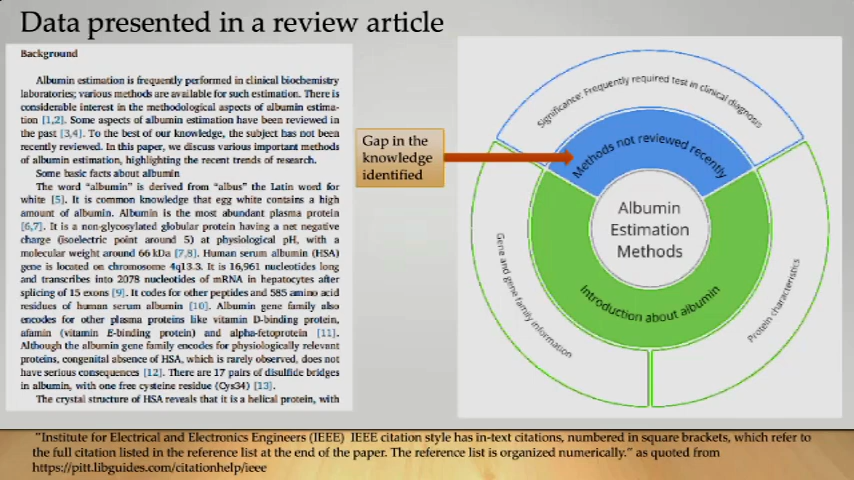 Data presented in a review article
Background
Albumin estimation is frequently performed in clinical biochemistry
laboratories; various methods are available for such estimation. There is
considerable interest in the methodological aspects of albumin estima-
tion [1,2]. Some aspects of albumin estimation have been reviewed in
the past [3,4]. To the best of our knowledge, the subject has not been
recently reviewed. In this paper, we discuss various important methods
of albumin estimation, highlighting the recent trends of research.
Some basic facts about albumin
The word “albumin” is derived from “albus” the Latin word for
white [5]. It is common knowledge that egg white contains a high
amount of albumin. Albumin is the most abundant plasma protein
[6,7]. It is a non-glycosylated globular protein having a net negative
charge (isoelectric point around 5) at physiological pH, with a
molecular weight around 66 kDa [7,8]. Human serum albumin (HSA)
gene is located on chromosome 4q13.3. It is 16,961 nucleotides long
and transcribes into 2078 nucleotides of mRNA in hepatocytes after
splicing of 15 exons [9]. It codes for other peptides and 585 amino acid
residues of human serum albumin [10]. Albumin gene family also
encodes for other plasma proteins like vitamin D-binding protein,
afamin (vitamin E-binding protein) and alpha-fetoprotein [11].
Although the albumin gene family encodes for physiologically relevant
proteins, congenital absence of HSA, which is rarely observed, does not
have serious consequences [12]. There are 17 pairs of disulfide bridges
in albumin, with one free cysteine residue (Cys34) [13].
The crystal structure of HSA reveals that it is a helical protein, with
Gap in the
knowledge
identified
Significance: Frequently required test in clinical diagnosis
Methods not reviewed recently
Albumin
Estimation
Methods
Introduction about albumin
Gene and gene family information
Protein characteristics
“Institute for Electrical and Electronics Engineers (IEEE) IEEE citation style has in-text citations, numbered in square brackets, which refer to
the full citation listed in the reference list at the end of the paper. The reference list is organized numerically.” as quoted from
https://pitt.libguides.com/citationhelp/ieee